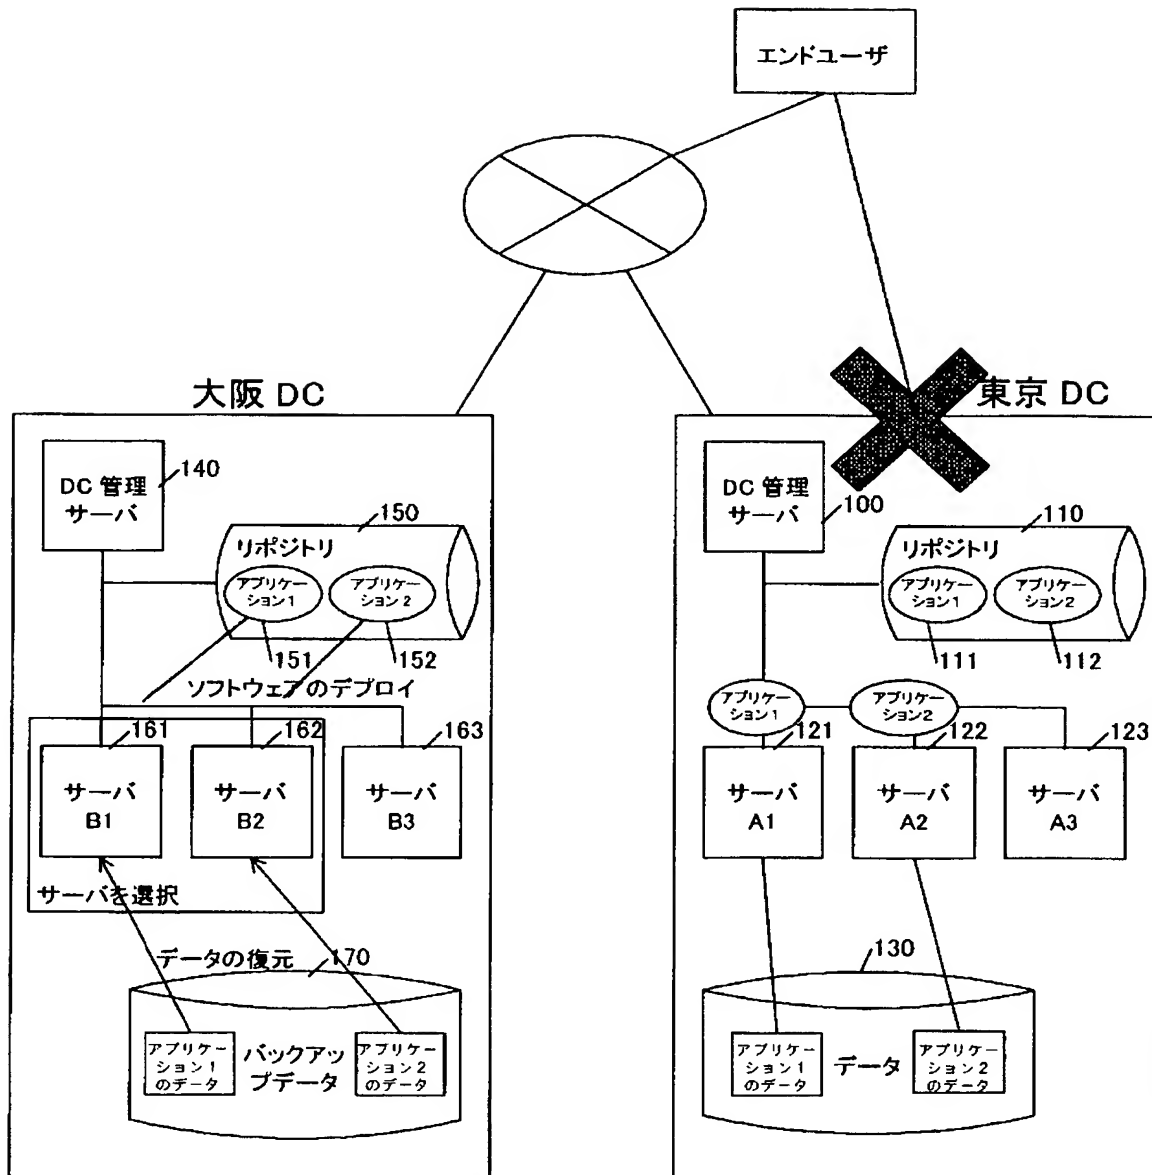 エンドユーザ
大阪 DC
東京 DC
DC 管理
サーバ
140
150
リポジトリ
アプリケー
ション1
アプリケー
ション2
151
152
ソフトウェアのデプロイ
161
162
163
サーバ
B1
サーバ
B2
サーバ
B3
サーバを選択
データの復元
170
アプリケー
ション1
のデータ
バックアッ
プデータ
アプリケー
ション2
のデータ
DC 管理
サーバ
100
110
リポジトリ
アプリケー
ション1
アプリケー
ション2
111
112
アプリケー
ション1
アプリケー
ション2
121
122
123
サーバ
A1
サーバ
A2
サーバ
A3
130
アプリケー
ション1
のデータ
データ
アプリケー
ション2
のデータ